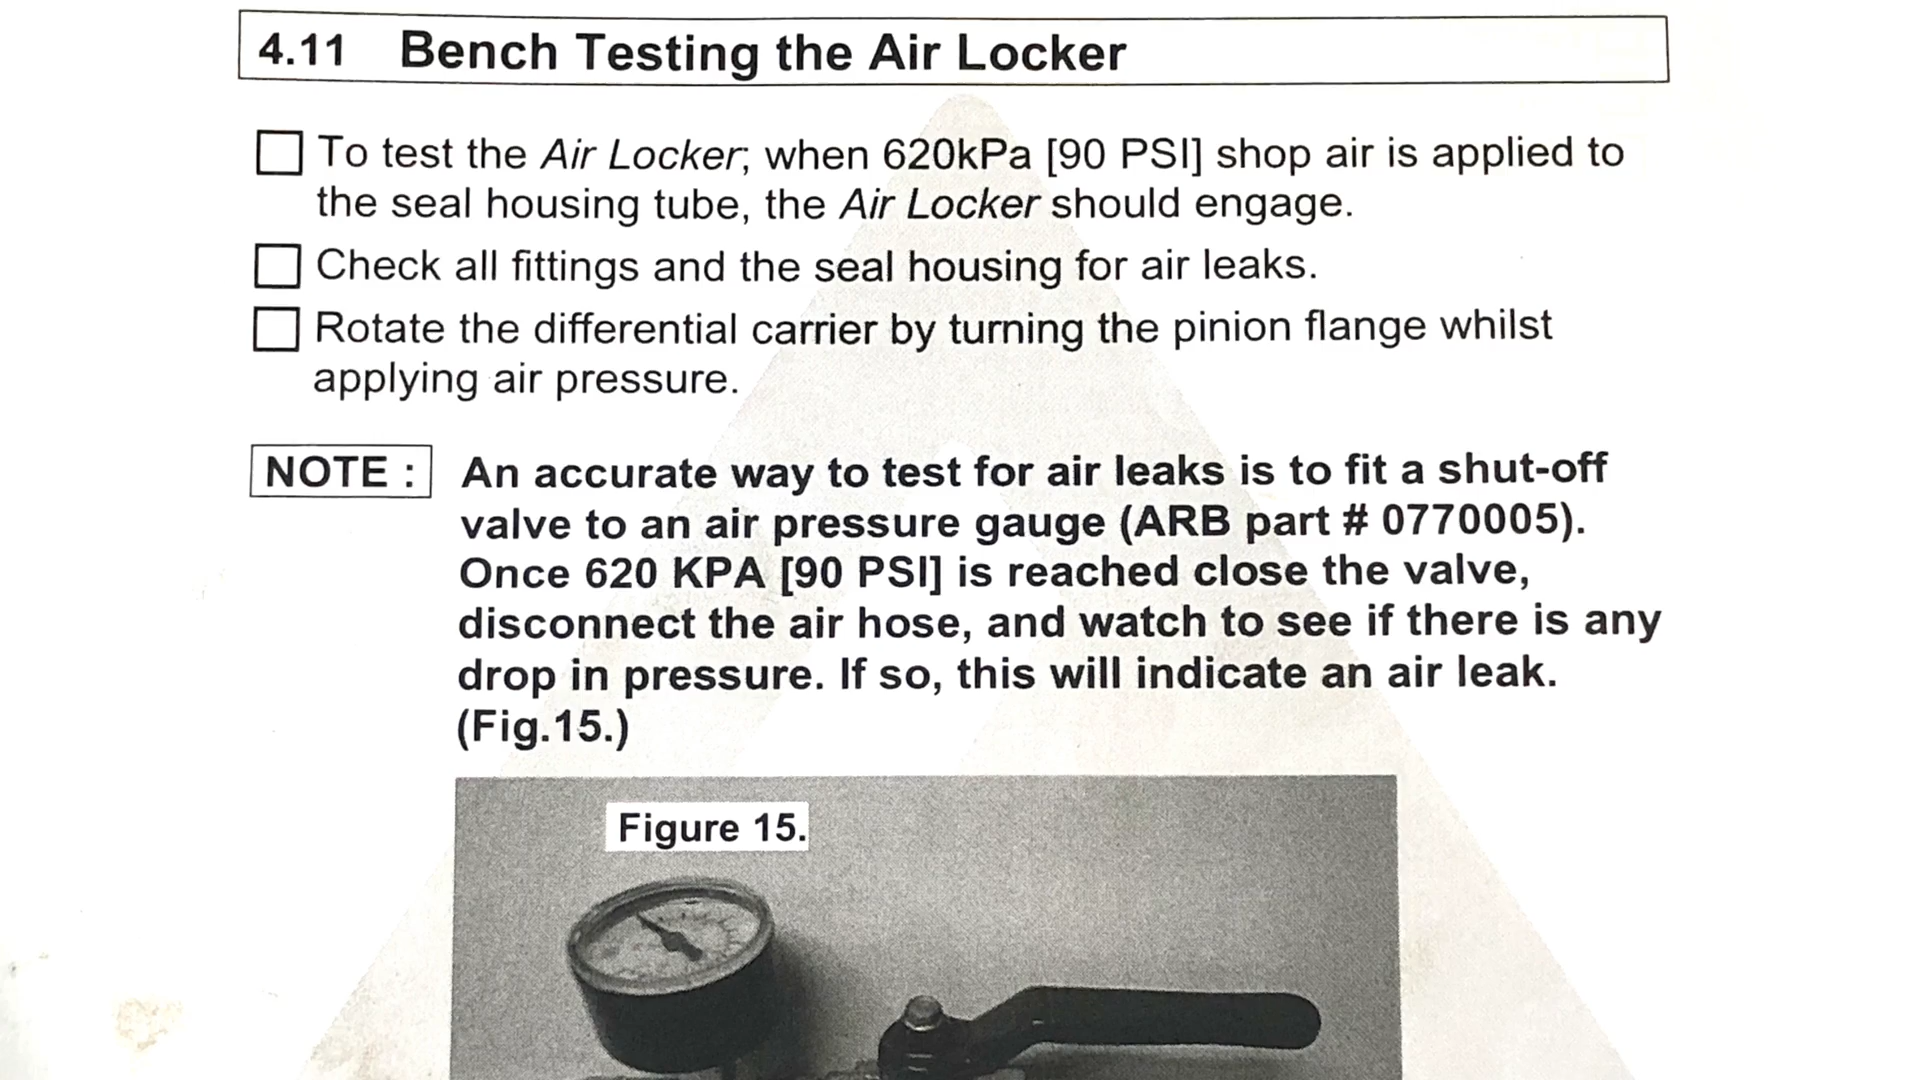 4.11 Bench Testing the Air Locker
To test the Air Locker; when 620kPa [90 PSI] shop air is applied to
the seal housing tube, the Air Locker should engage.
Check all fittings and the seal housing for air leaks.
Rotate the differential carrier by turning the pinion flange whilst
applying air pressure.
NOTE : An accurate way to test for air leaks is to fit a shut-off
valve to an air pressure gauge (ARB part # 0770005).
Once 620 KPA [90 PSI] is reached close the valve,
disconnect the air hose, and watch to see if there is any
drop in pressure. If so, this will indicate an air leak.
(Fig.15.)
Figure 15.